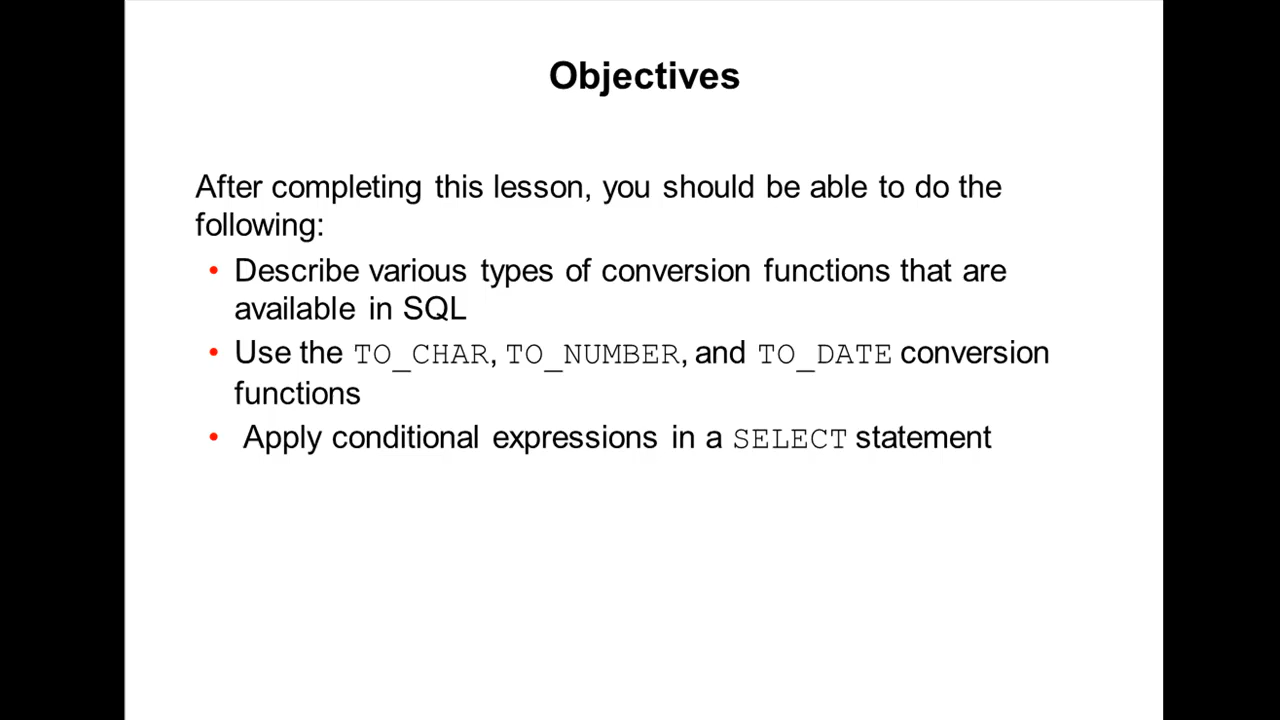 Objectives
After completing this lesson, you should be able to do the
following:
• Describe various types of conversion functions that are
available in SQL
• Use the TO_CHAR, TO_NUMBER, and TO_DATE conversion
functions
• Apply conditional expressions in a SELECT statement